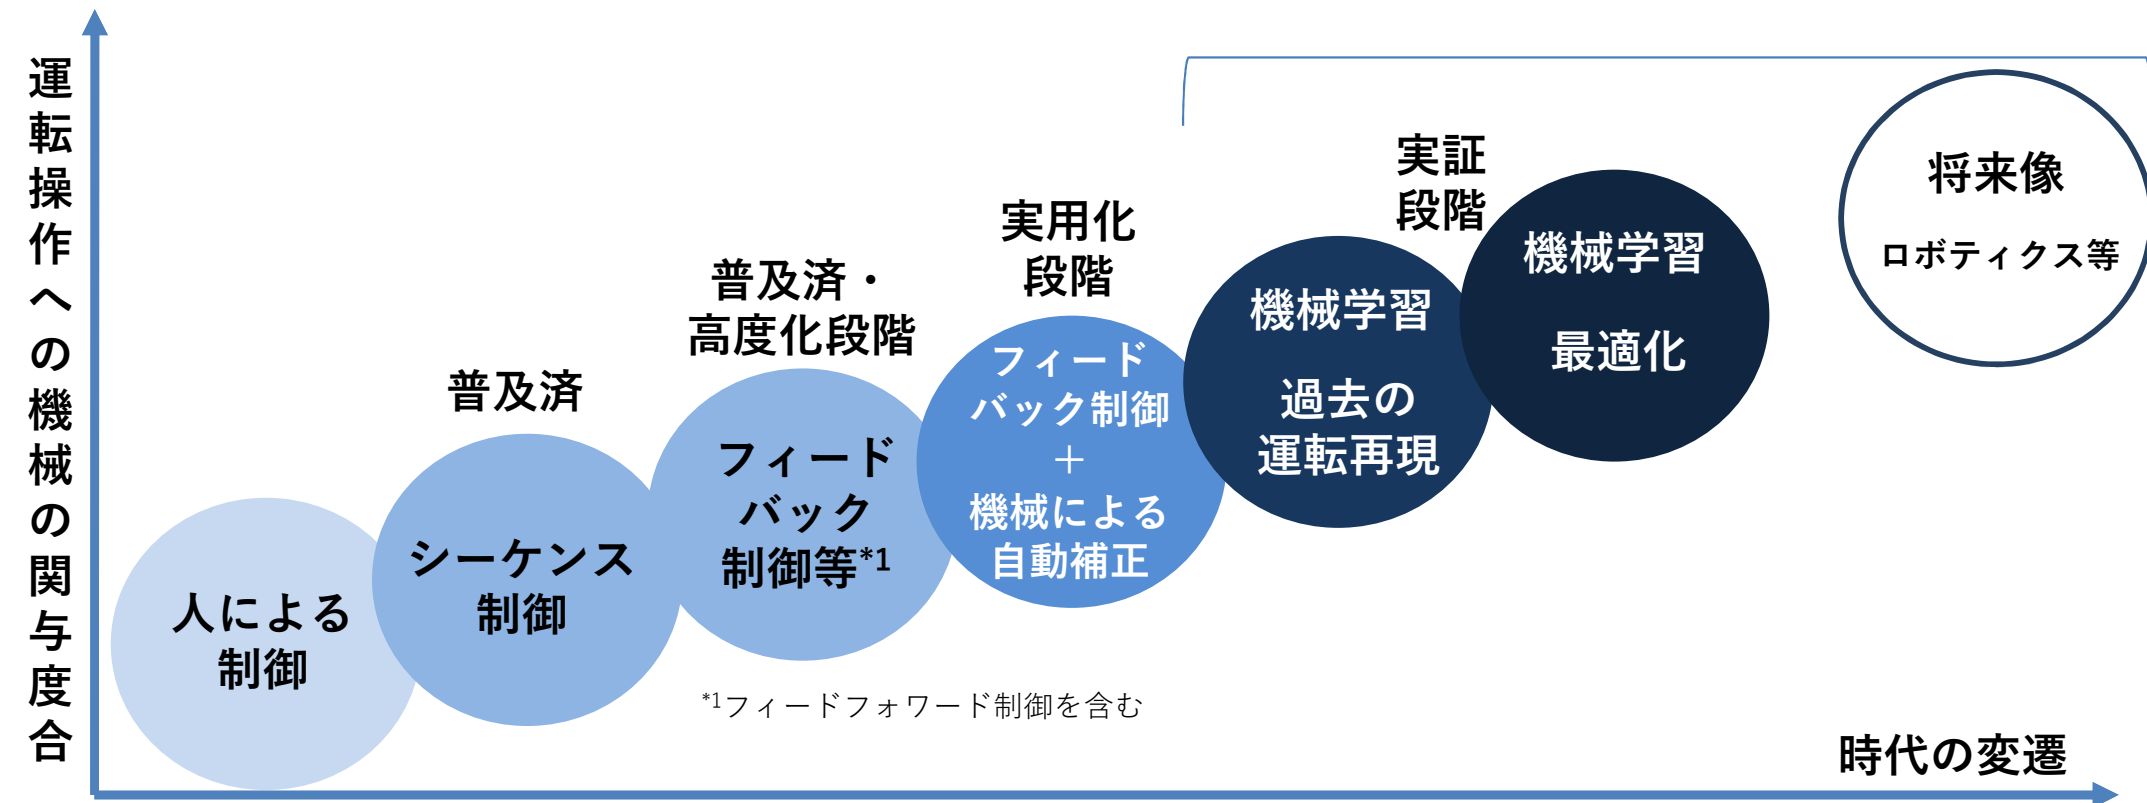 運転操作への機械の関与度合
人による
制御
普及済
シーケンス
制御
普及済・
高度化段階
フィード
バック
制御等*1
実用化
段階
フィード
バック制御
＋
機械による
自動補正
実証
段階
機械学習
過去の
運転再現
機械学習
最適化
将来像
ロボティクス等
*1フィードフォワード制御を含む
時代の変遷